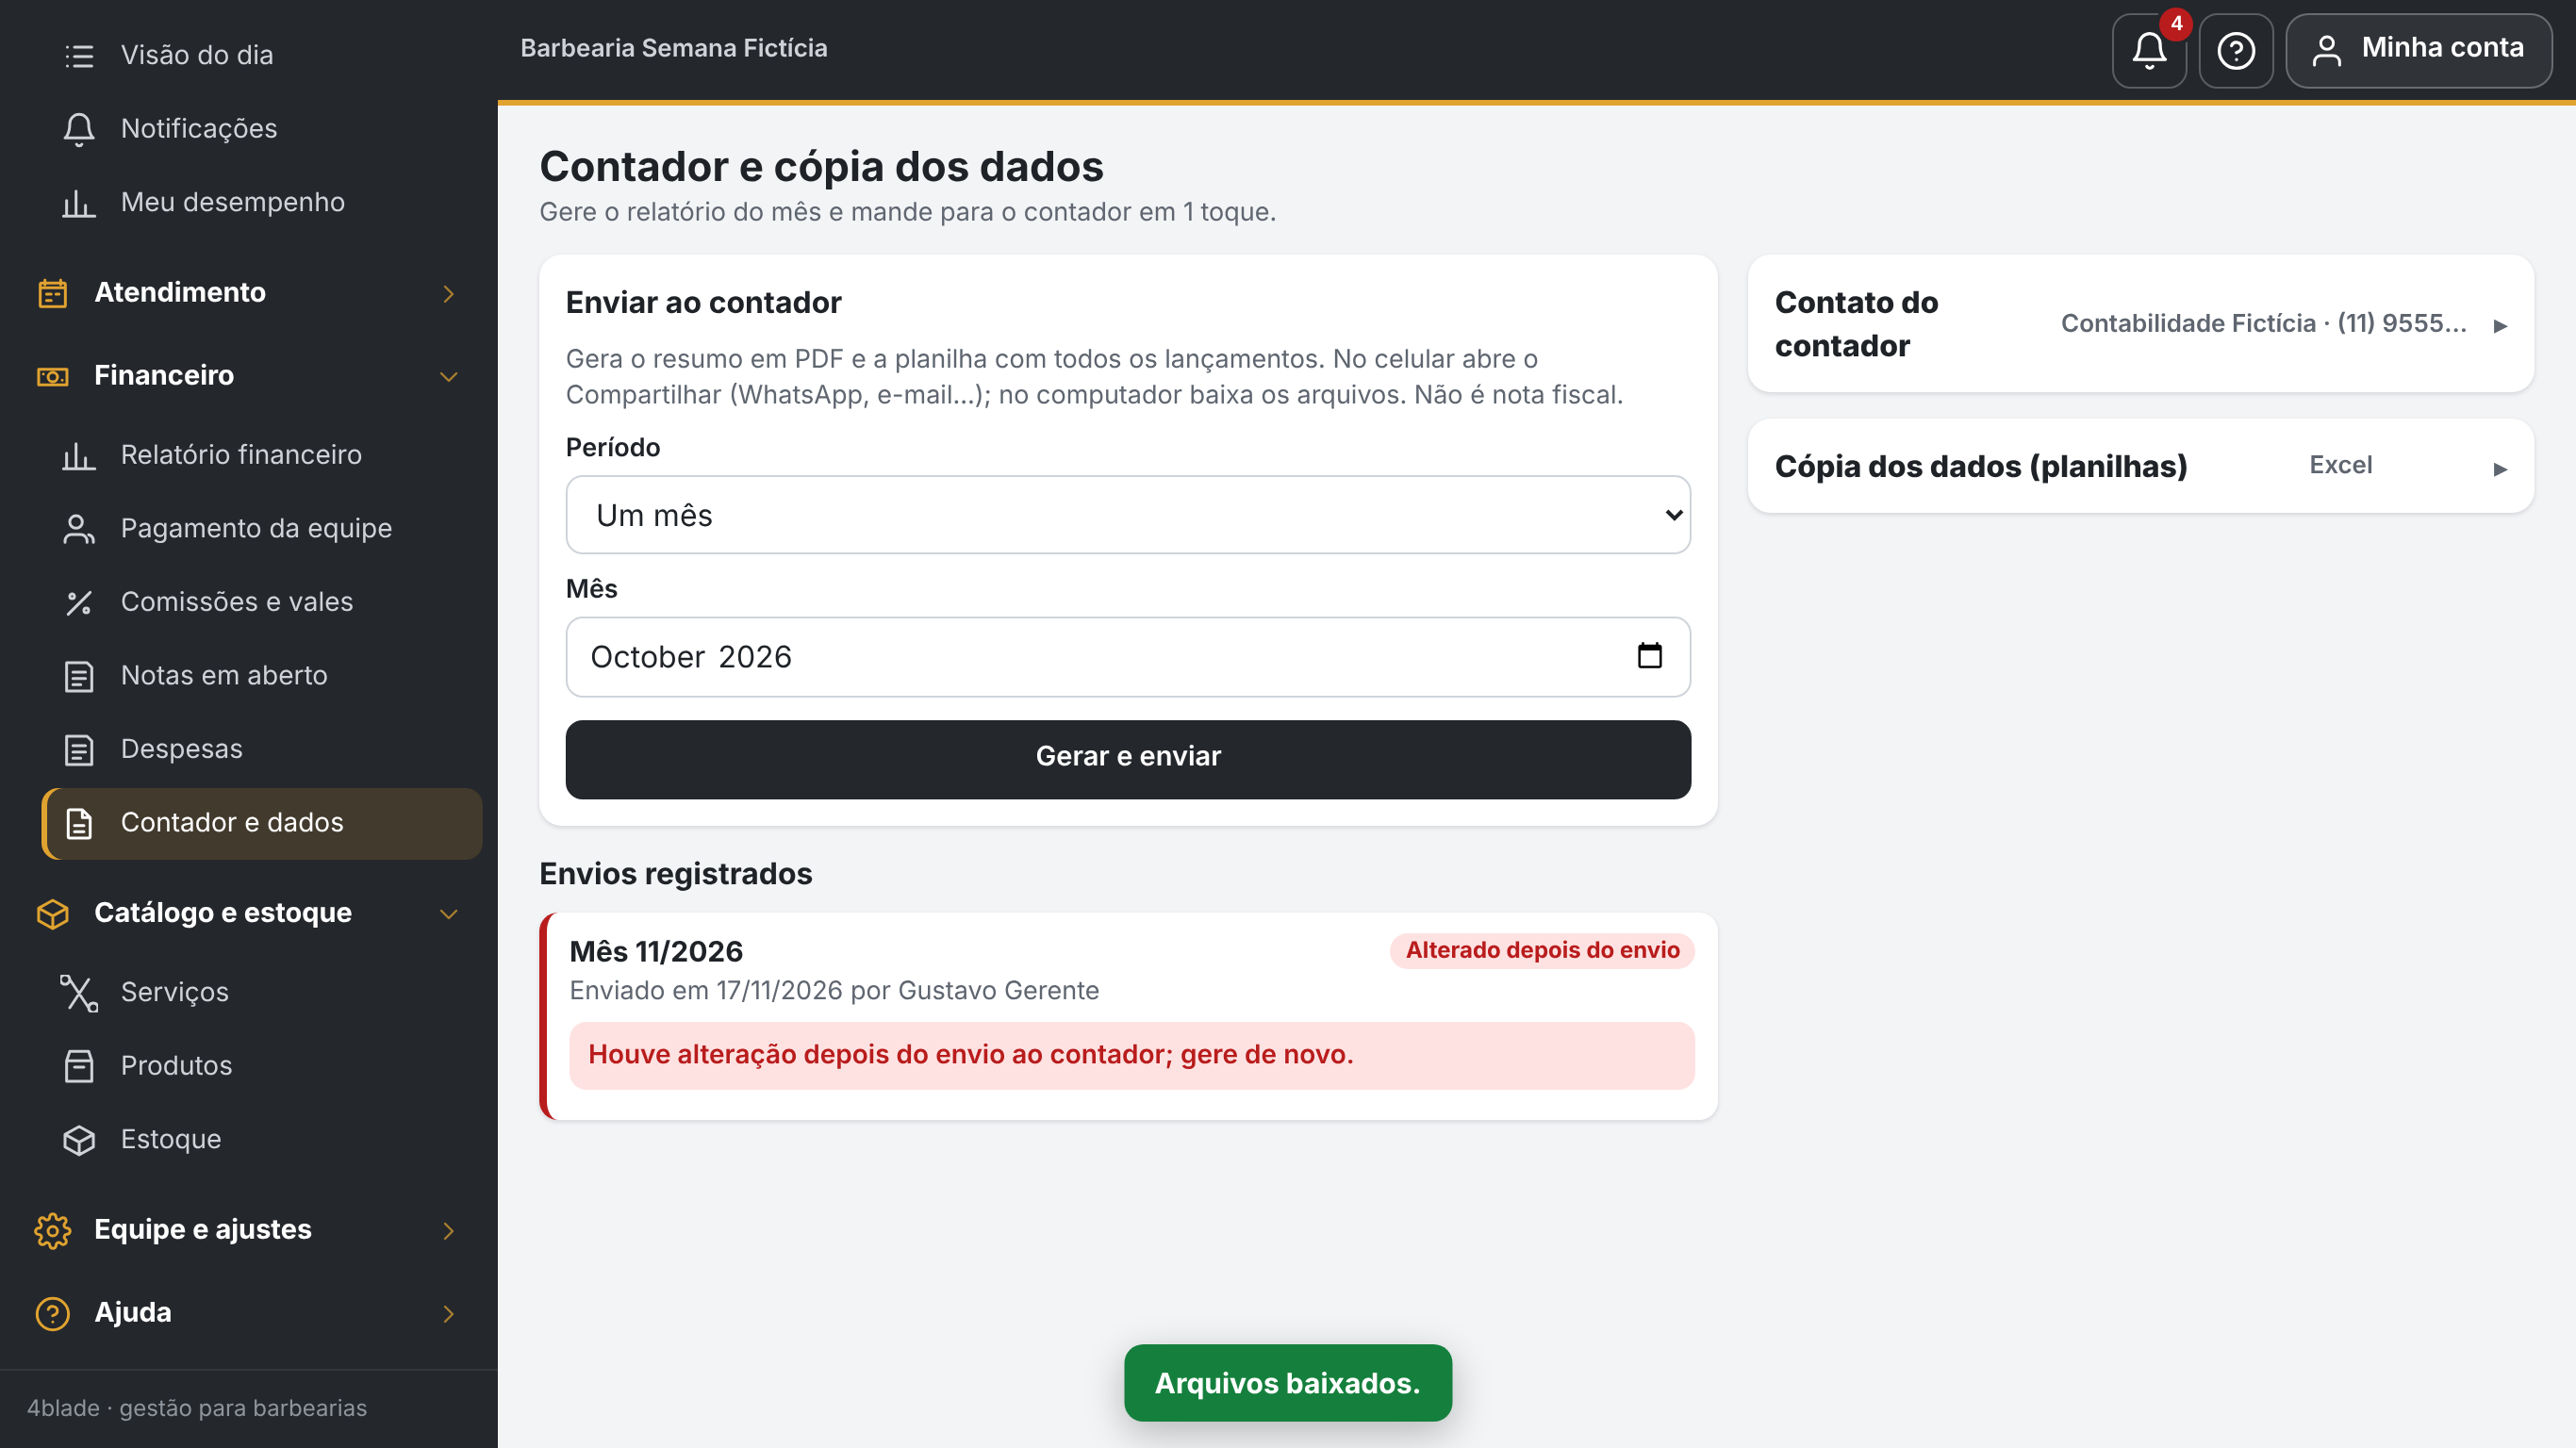 Visão do dia
Notificações
Meu desempenho
Atendimento
Financeiro
Relatório financeiro
Pagamento da equipe
Comissões e vales
Notas em aberto
Despesas
Contador e dados
Catálogo e estoque
Serviços
Produtos
Estoque
Equipe e ajustes
Ajuda
4blade · gestão para barbearias
Barbearia Semana Fictícia
4
Minha conta
Contador e cópia dos dados
Gere o relatório do mês e mande para o contador em 1 toque.
Enviar ao contador
Gera o resumo em PDF e a planilha com todos os lançamentos. No celular abre o
Compartilhar (WhatsApp, e-mail...); no computador baixa os arquivos. Não é nota fiscal.
Período
Um mês
Mês
October 2026
Gerar e enviar
Envios registrados
Mês 11/2026
Alterado depois do envio
Enviado em 17/11/2026 por Gustavo Gerente
Houve alteração depois do envio ao contador; gere de novo.
Contato do
contador
Contabilidade Fictícia · (11) 9555...
Cópia dos dados (planilhas)
Excel
Arquivos baixados.